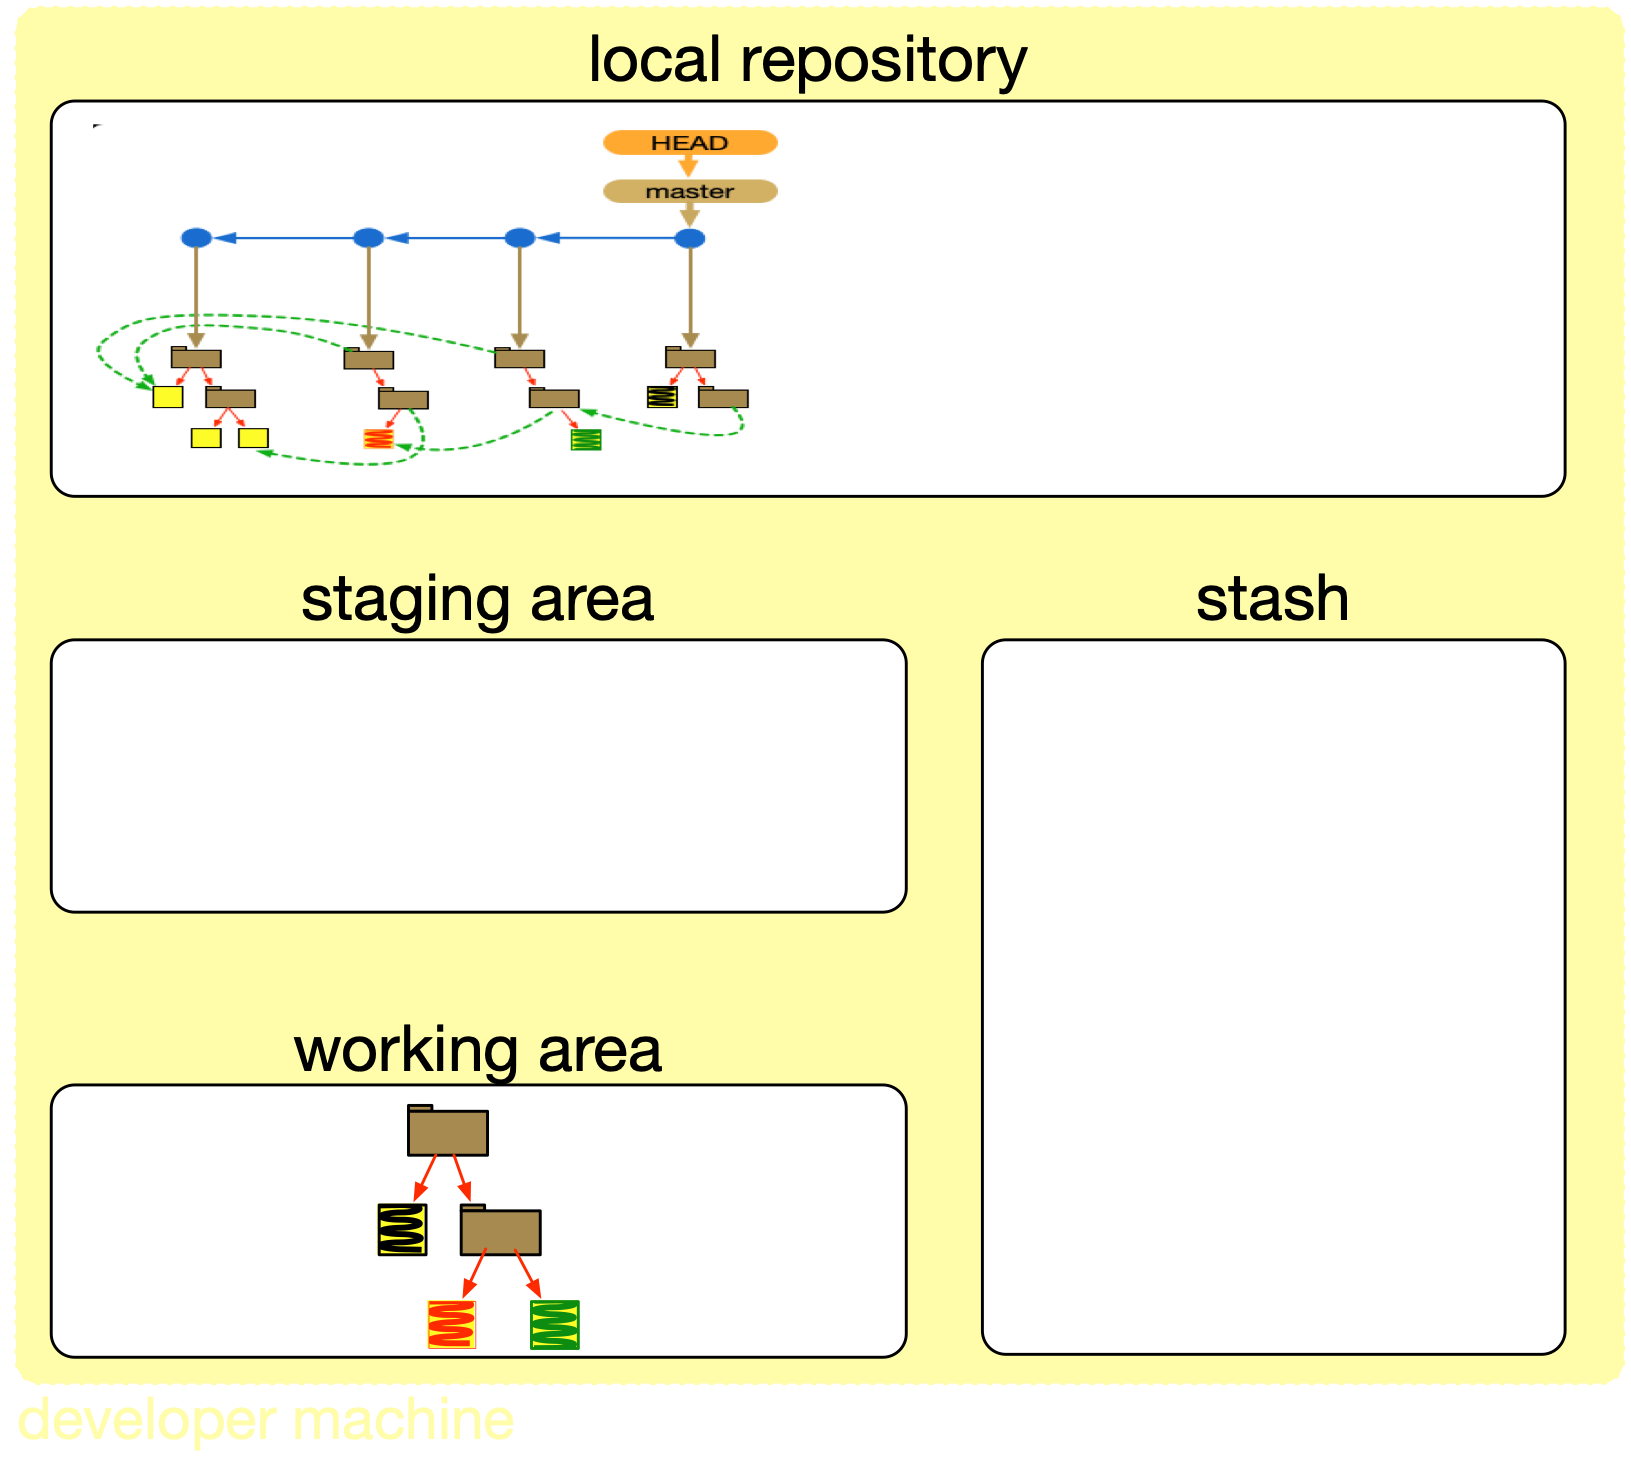 local repository
HEAD
master
staging area
stash
working area
developer machine